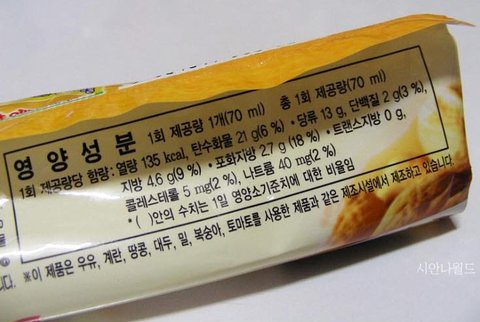 영양성분 1회 제공량 1개(70 ml) 총 1회 제공량(70 ml)
1회 제공량당 함량: 열량 135 kcal, 탄수화물 21 g(6 %) • 당류 13 g, 단백질 2 g(3 %),
지방 4.6 g(9 %) • 포화지방 2.7 g (18 %) • 트랜스지방 0 g,
콜레스테롤 5 mg(2 %), 나트륨 40 mg(2 %)
* ( )안의 수치는 1일 영양소기준치에 대한 비율임
※이 제품은 우유, 계란, 땅콩, 대두, 밀, 복숭아, 토마토를 사용한 제품과 같은 제조시설에서 제조하고 있습니다.
시안나월드